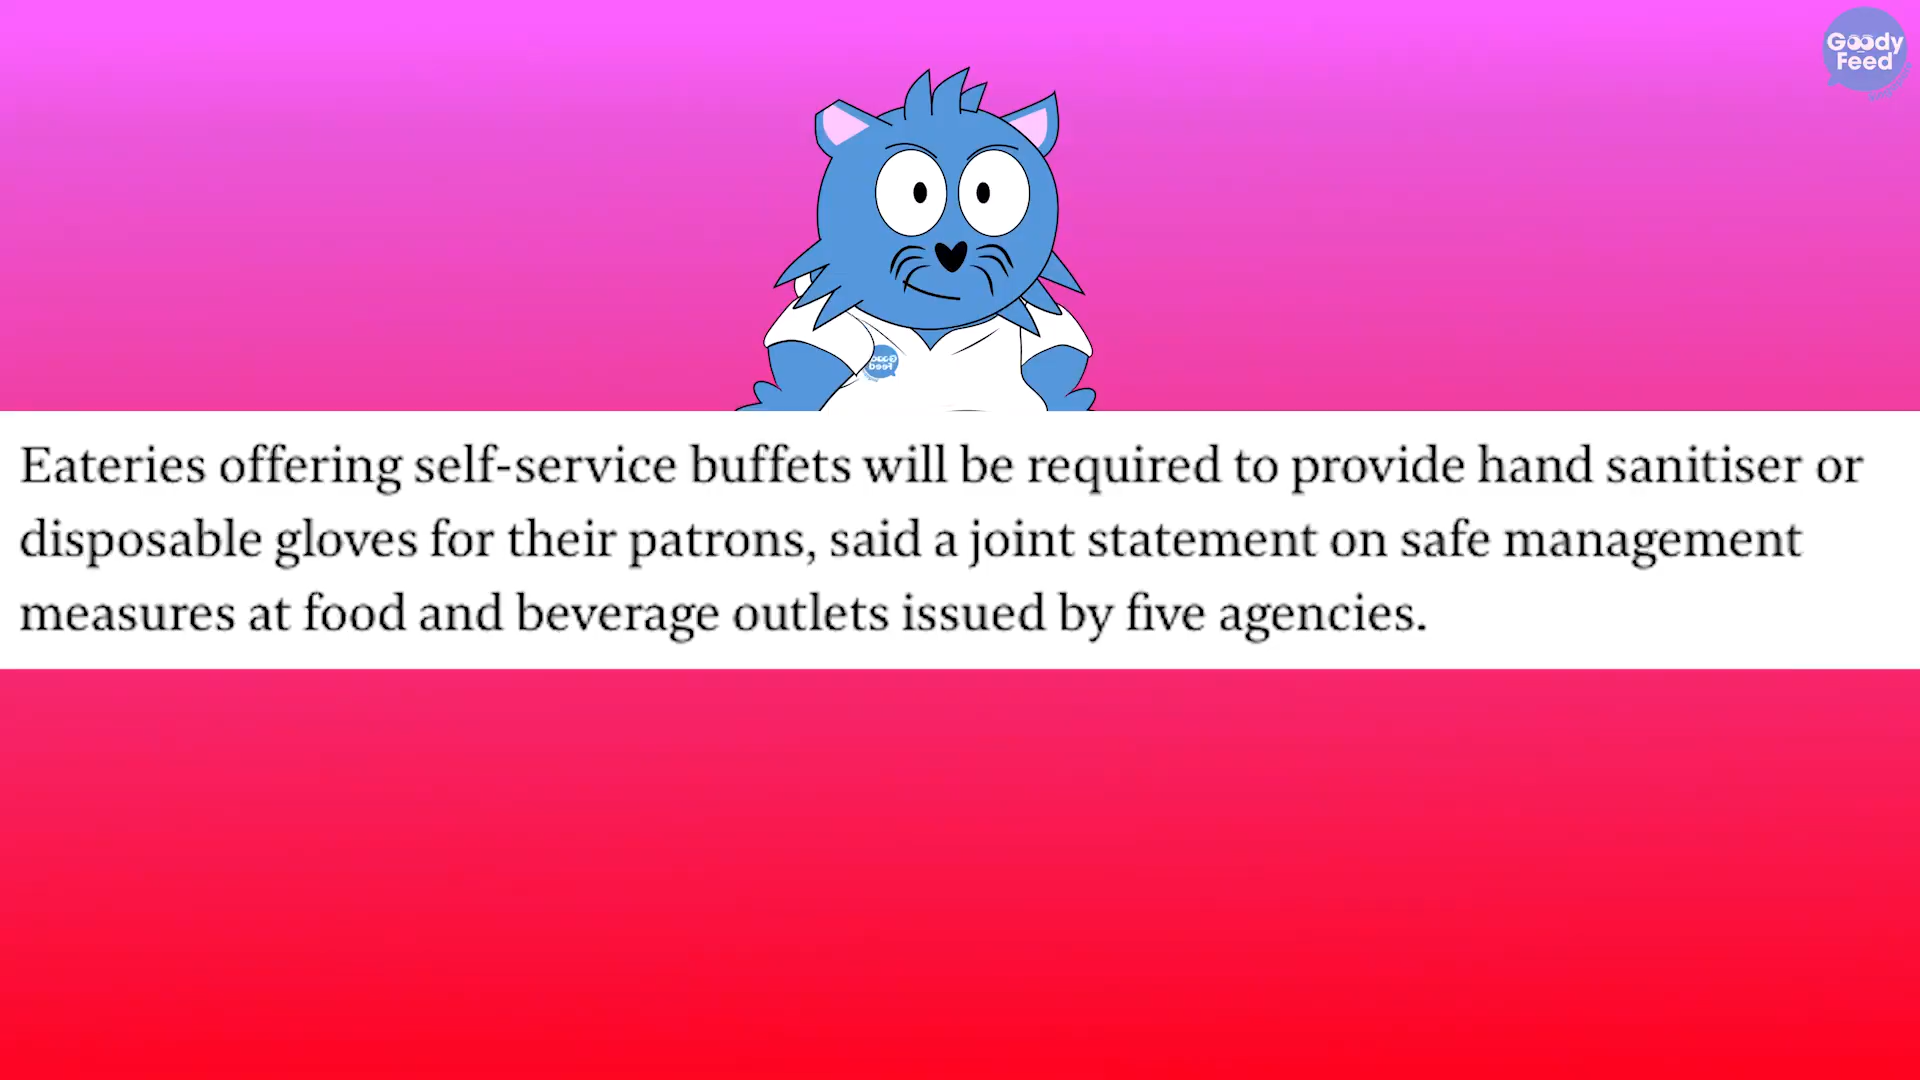 Goody
Feed
Eateries offering self-service buffets will be required to provide hand sanitiser or
disposable gloves for their patrons, said a joint statement on safe management
measures at food and beverage outlets issued by five agencies.